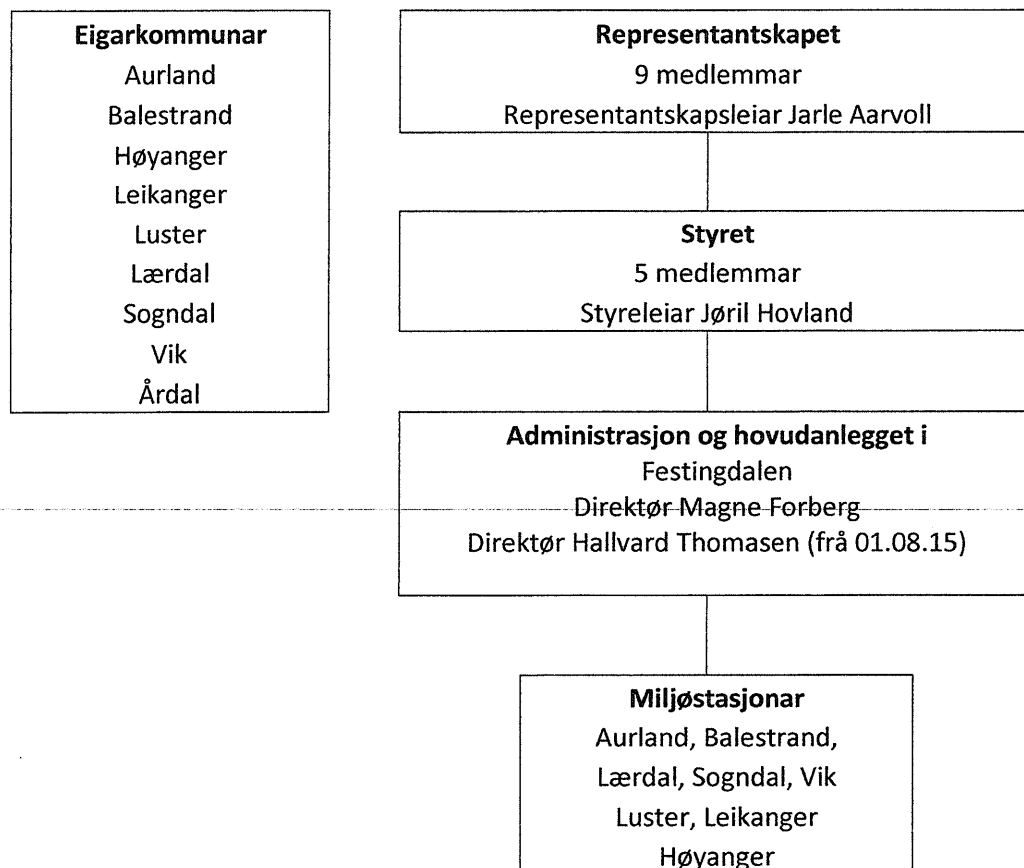 Eigarkommunar
Aurland
Balestrand
Høyanger
Leikanger
Luster
Lærdal
Sogndal
Vik
Årdal
Representantskapet
9 medlemmar
Representantskapsleiar Jarle Aarvoll
Styret
5 medlemmar
Styreleiar Jøril Hovland
Administrasjon og hovudanlegget i
Festingdalen
Direktør Magne Forberg
Direktør Hallvard Thomasen (frå 01.08.15)
Miljøstasjonar
Aurland, Balestrand,
Lærdal, Sogndal, Vik
Luster, Leikanger
Høyanger